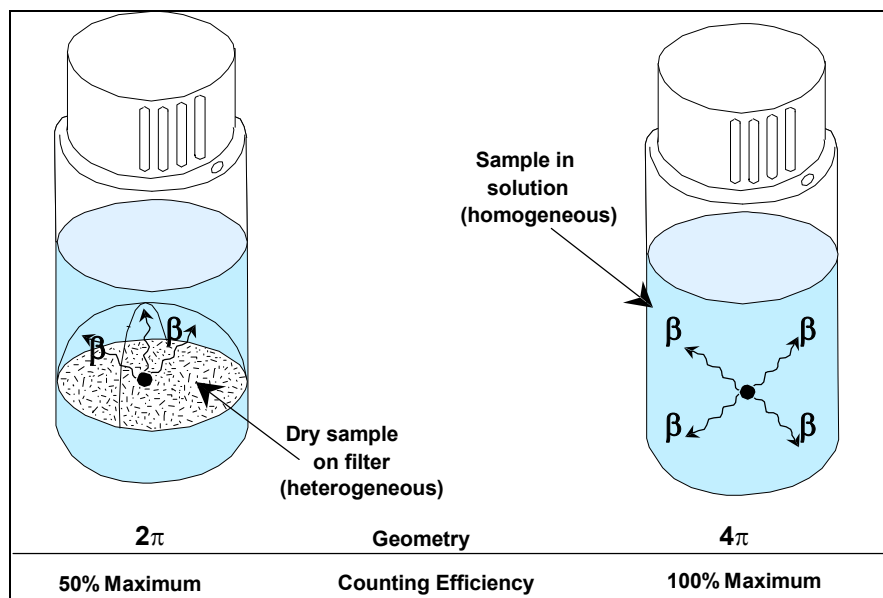 Sample in
solution
(homogeneous)
β
β
β
β
β
β
Dry sample
on filter
(heterogeneous)
2π
Geometry
4π
50% Maximum
Counting Efficiency
100% Maximum